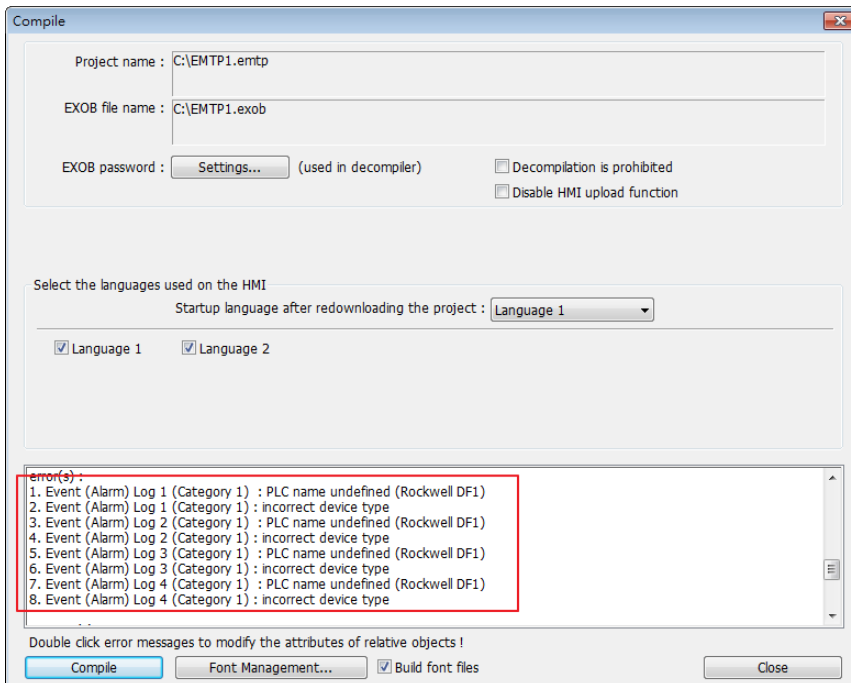 Compile
Project name : C:\EMTP1.emtp
EXOB file name : C:\EMTP1.exob
EXOB password : Settings... (used in decompiler) Decompilation is prohibited
Disable HMI upload function
Select the languages used on the HMI
Startup language after redownloading the project : Language 1
Language 1 Language 2
error(s) :
1. Event (Alarm) Log 1 (Category 1) : PLC name undefined (Rockwell DF1)
2. Event (Alarm) Log 1 (Category 1) : incorrect device type
3. Event (Alarm) Log 2 (Category 1) : PLC name undefined (Rockwell DF1)
4. Event (Alarm) Log 2 (Category 1) : incorrect device type
5. Event (Alarm) Log 3 (Category 1) : PLC name undefined (Rockwell DF1)
6. Event (Alarm) Log 3 (Category 1) : incorrect device type
7. Event (Alarm) Log 4 (Category 1) : PLC name undefined (Rockwell DF1)
8. Event (Alarm) Log 4 (Category 1) : incorrect device type
Double click error messages to modify the attributes of relative objects !
Compile Font Management... Build font files Close